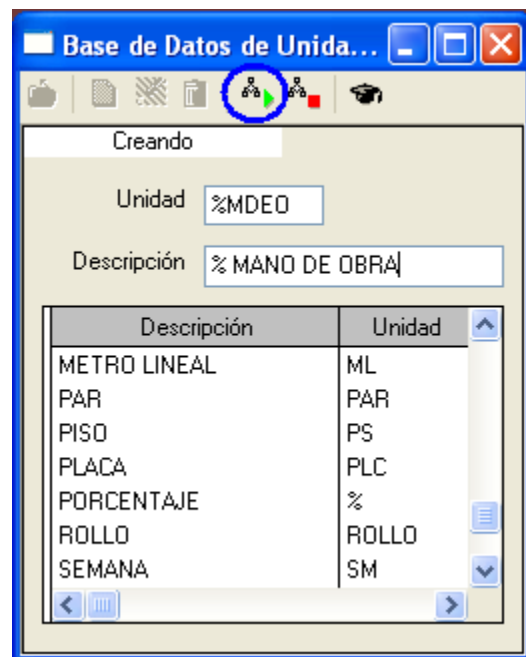 Base de Datos de Unida...
Creando
Unidad %MDEO
Descripción % MANO DE OBRA
Descripción Unidad
METRO LINEAL ML
PAR PAR
PISO PS
PLACA PLC
PORCENTAJE %
ROLLO ROLLO
SEMANA SM